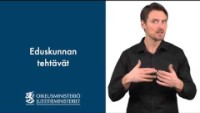 Eduskunnan
tehtävät
OIKEUSMINISTERIÖ
JUSTITIEMINISTERIET